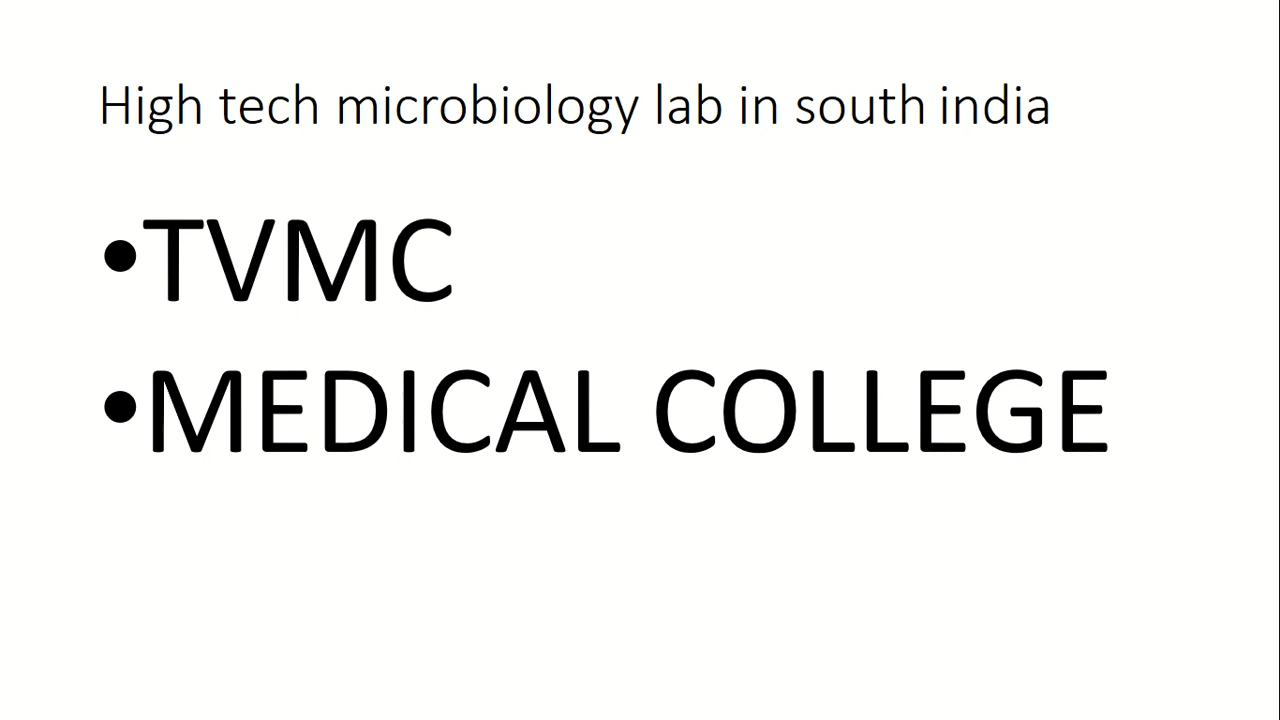 High tech microbiology lab in south india
•TVMC
•MEDICAL COLLEGE